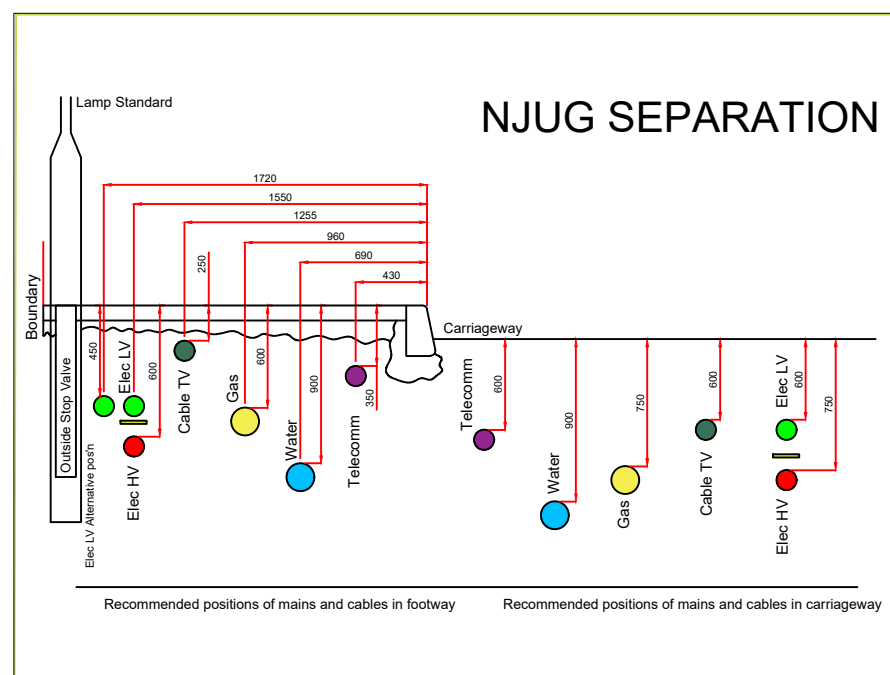 Lamp Standard
NJUG SEPARATION
1720
1550
1255
960
690
430
250
Boundary
Outside Stop Valve
450
Elec LV
600
Cable TV
Gas
600
900
Water
350
Telecomm
Elec HV
Elec LV Alternative pos'n
Carriageway
Telecomm
600
Water
900
Gas
750
Cable TV
600
Elec LV
600
750
Elec HV
Recommended positions of mains and cables in footway
Recommended positions of mains and cables in carriageway